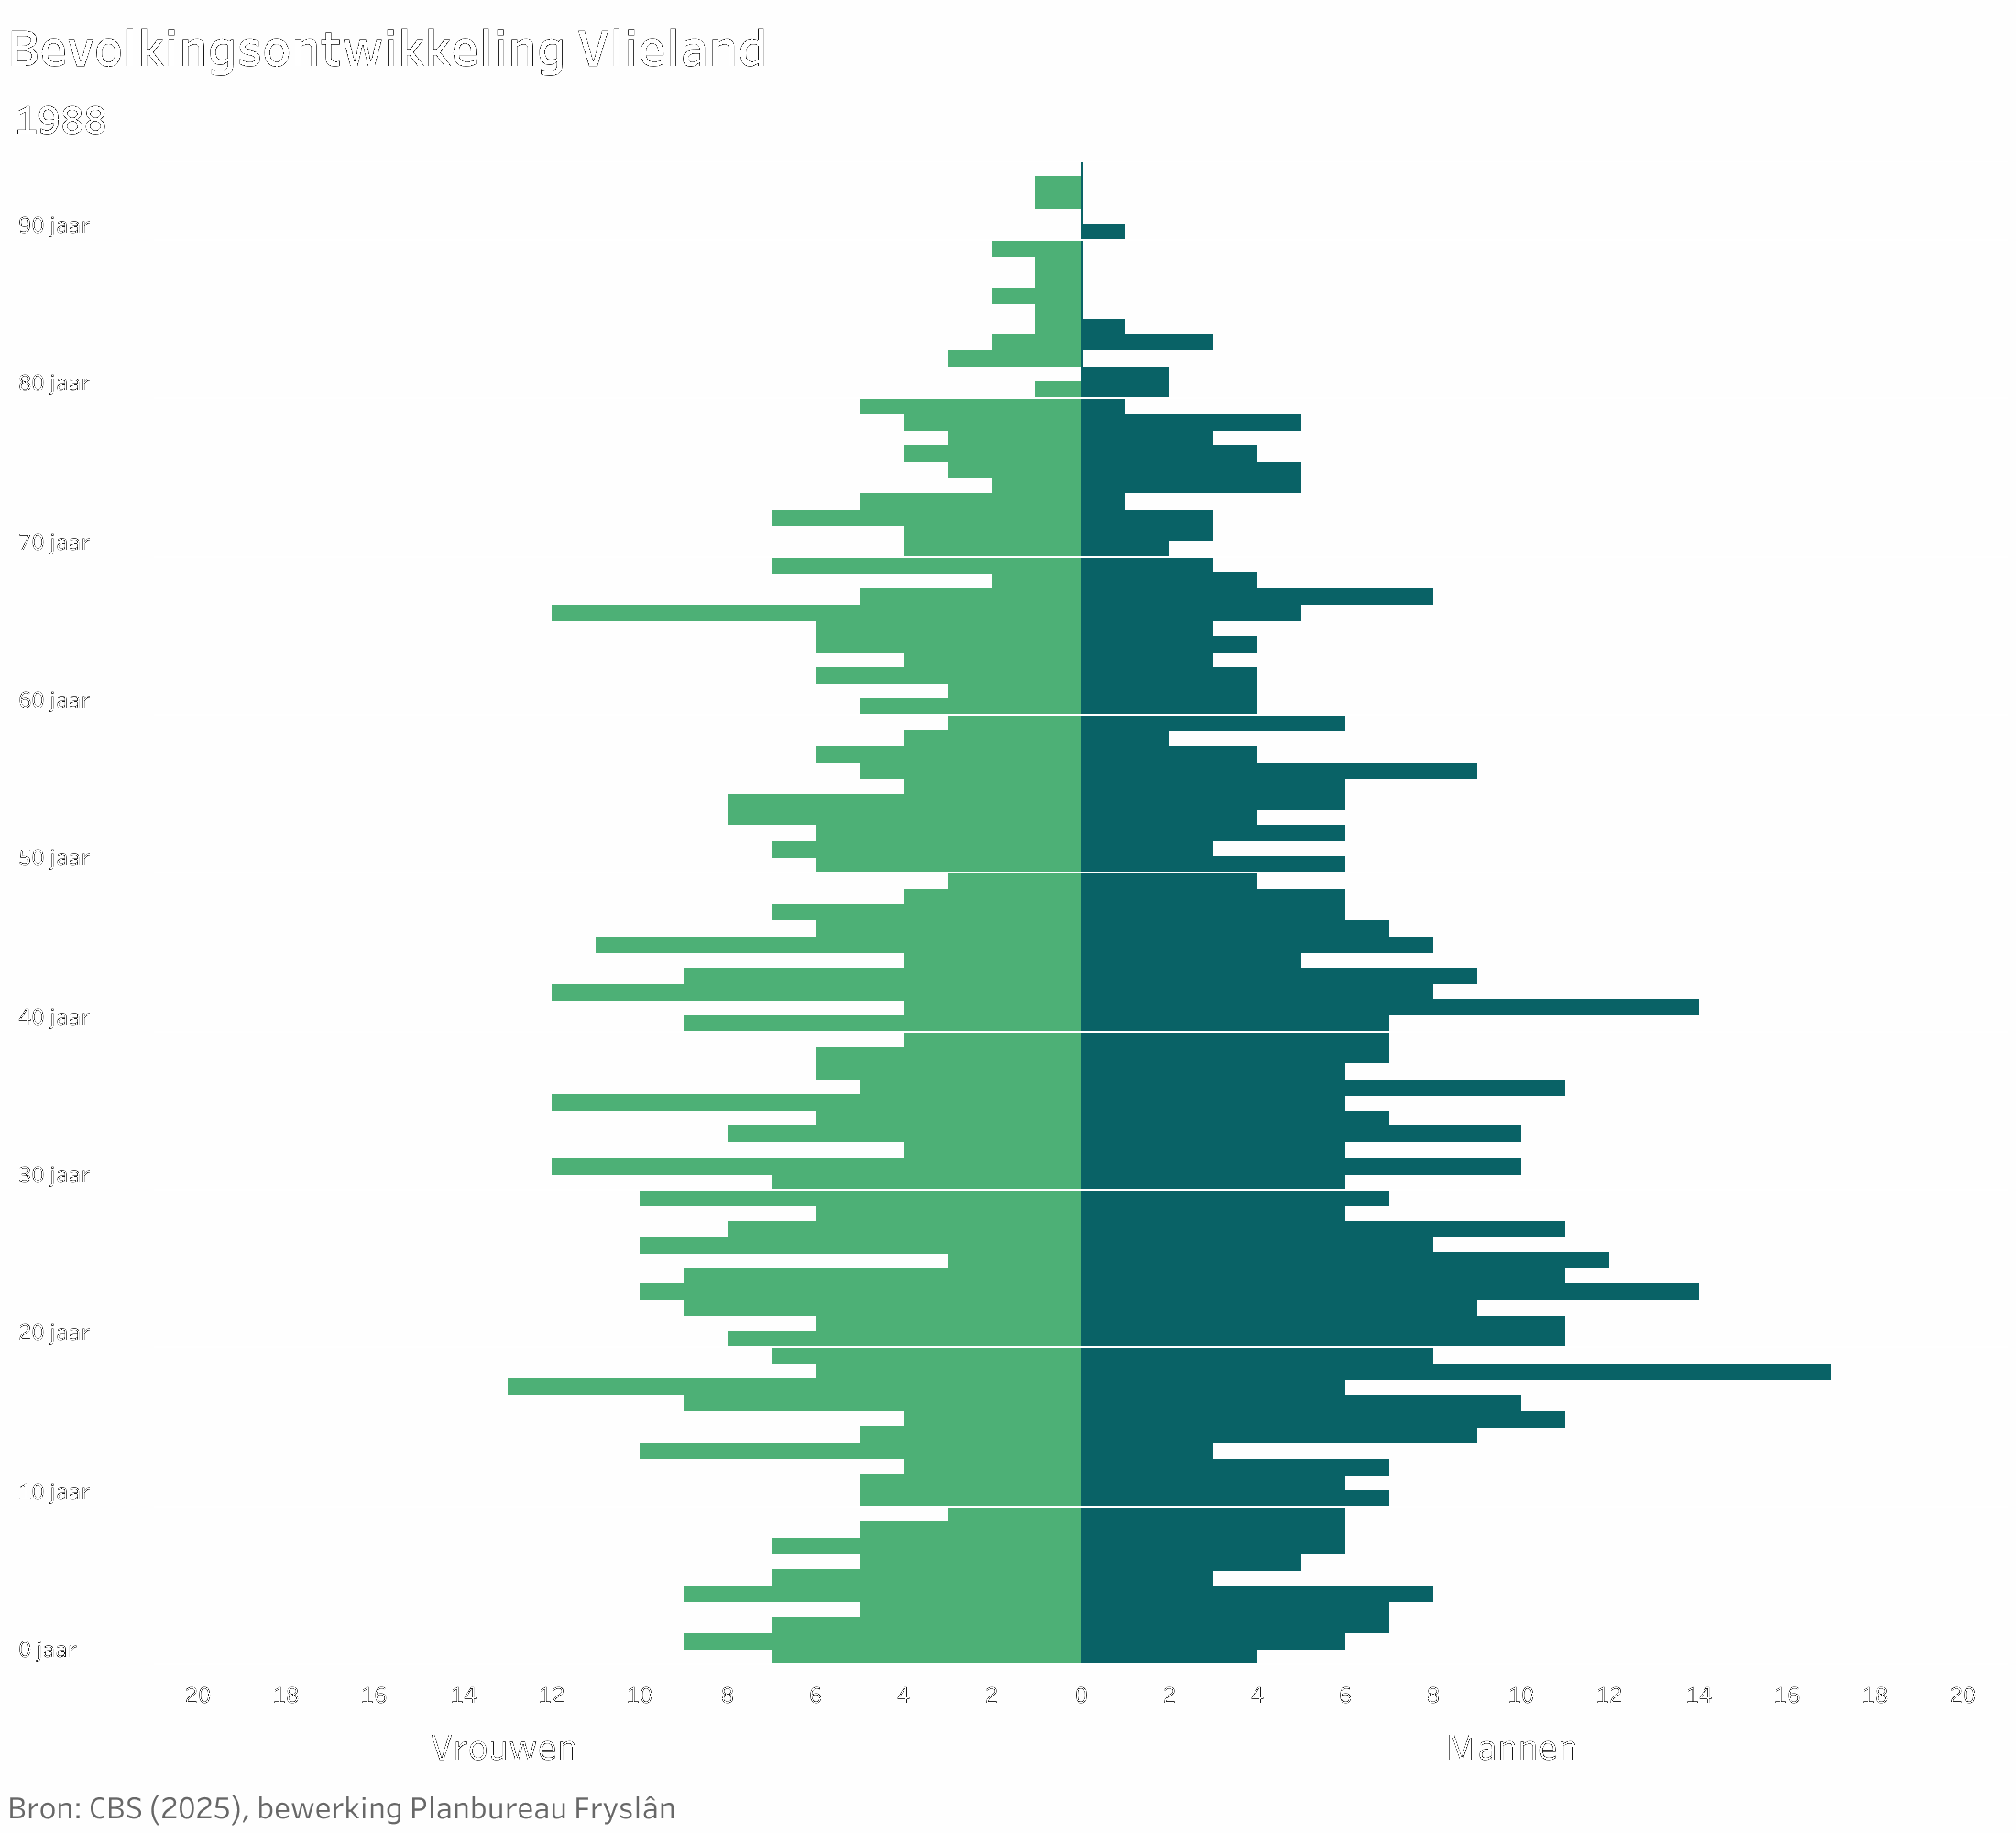 Bevolkingsontwikkeling Vlieland
1988
90 jaar
80 jaar
70 jaar
60 jaar
50 jaar
40 jaar
30 jaar
20 jaar
10 jaar
0 jaar
20 18 16 14 12 10 8 6 4 2 0 2 4 6 8 10 12 14 16 18 20
Vrouwen Mannen
Bron: CBS (2025), bewerking Planbureau Fryslân